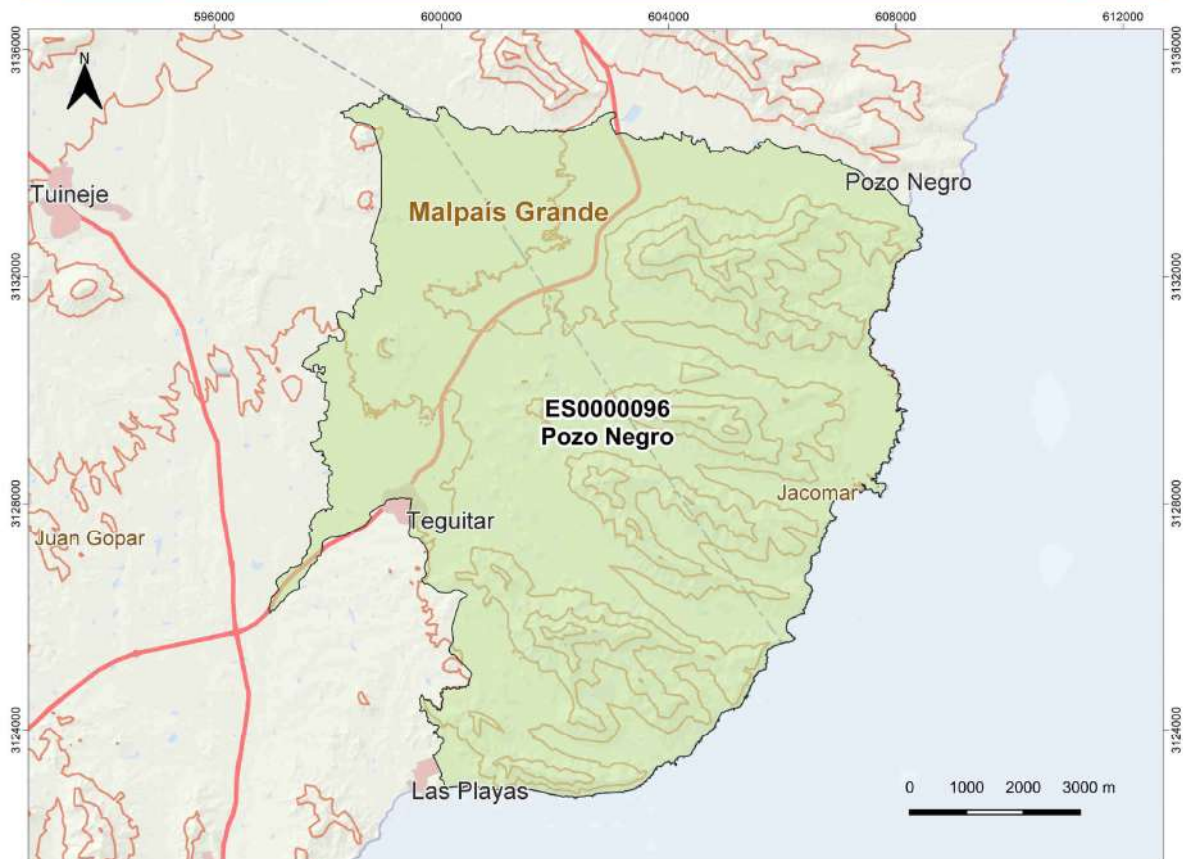 596000
600000
604000
608000
612000
3136000
3136000
N
Pozo Negro
Tuineje
Malpaís Grande
3132000
3132000
ES0000096
Pozo Negro
Jacomar
3128000
3128000
Teguitar
Juan Gopar
3124000
3124000
Las Playas
0 1000 2000 3000 m